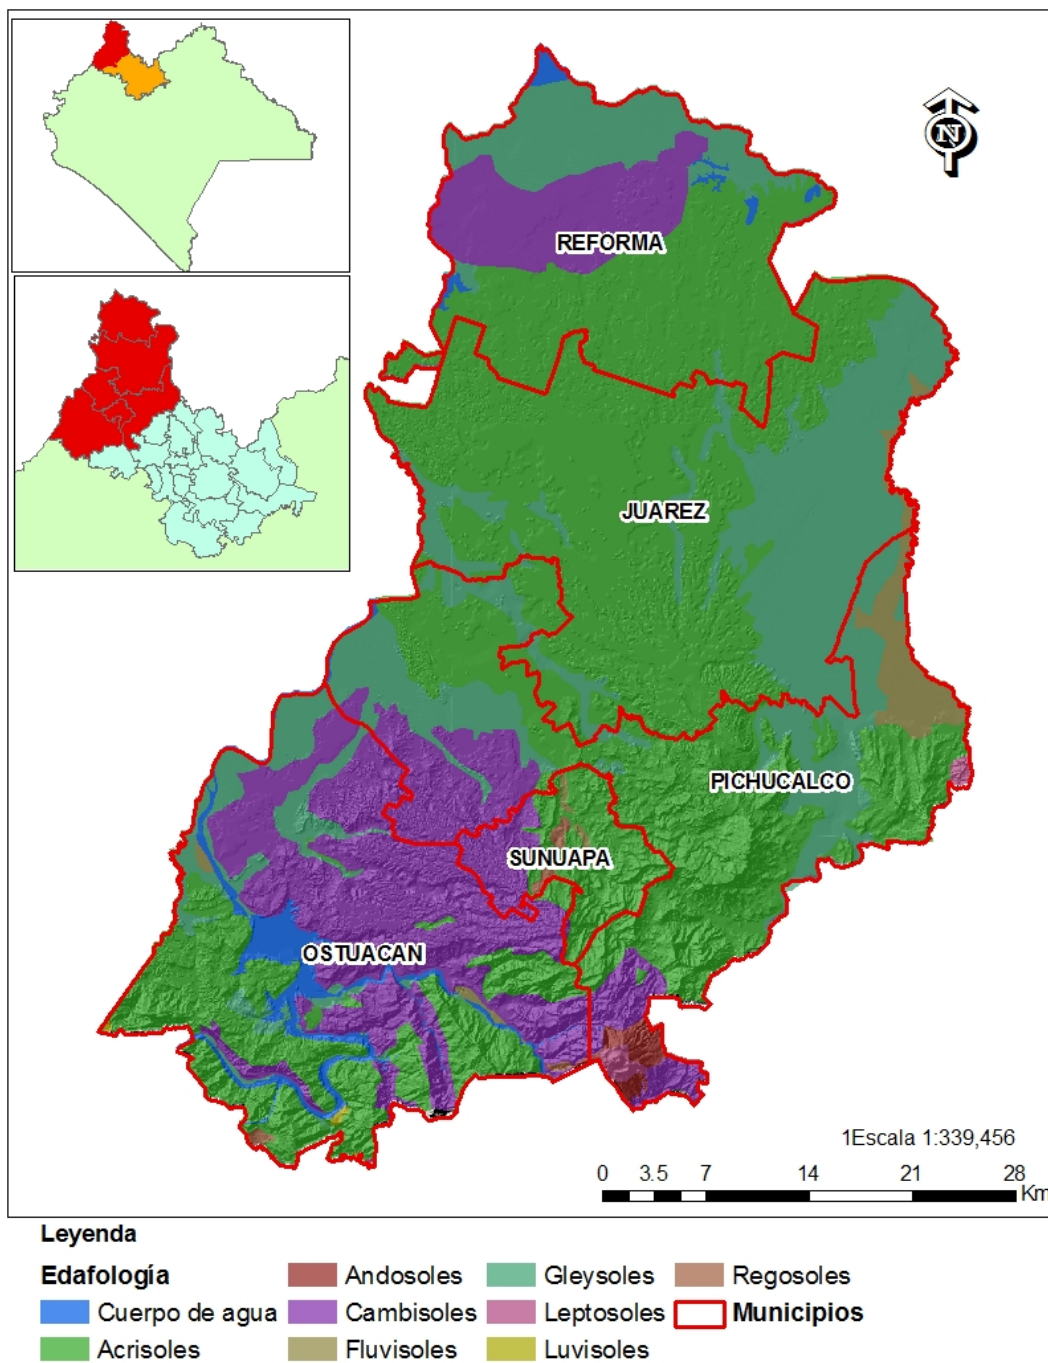 N
REFORMA
JUAREZ
PICHUCALCO
SUNUAPA
OSTUACAN
1Escala 1:339,456
0 3.5 7 14 21 28
Km
Leyenda
Edafología
Cuerpo de agua
Acrisoles
Andosoles
Cambisoles
Fluvisoles
Gleysoles
Leptosoles
Luvisoles
Regosoles
Municipios